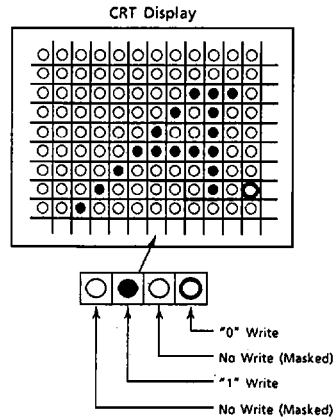 CRT Display
"0" Write
No Write (Masked)
"1" Write
No Write (Masked)